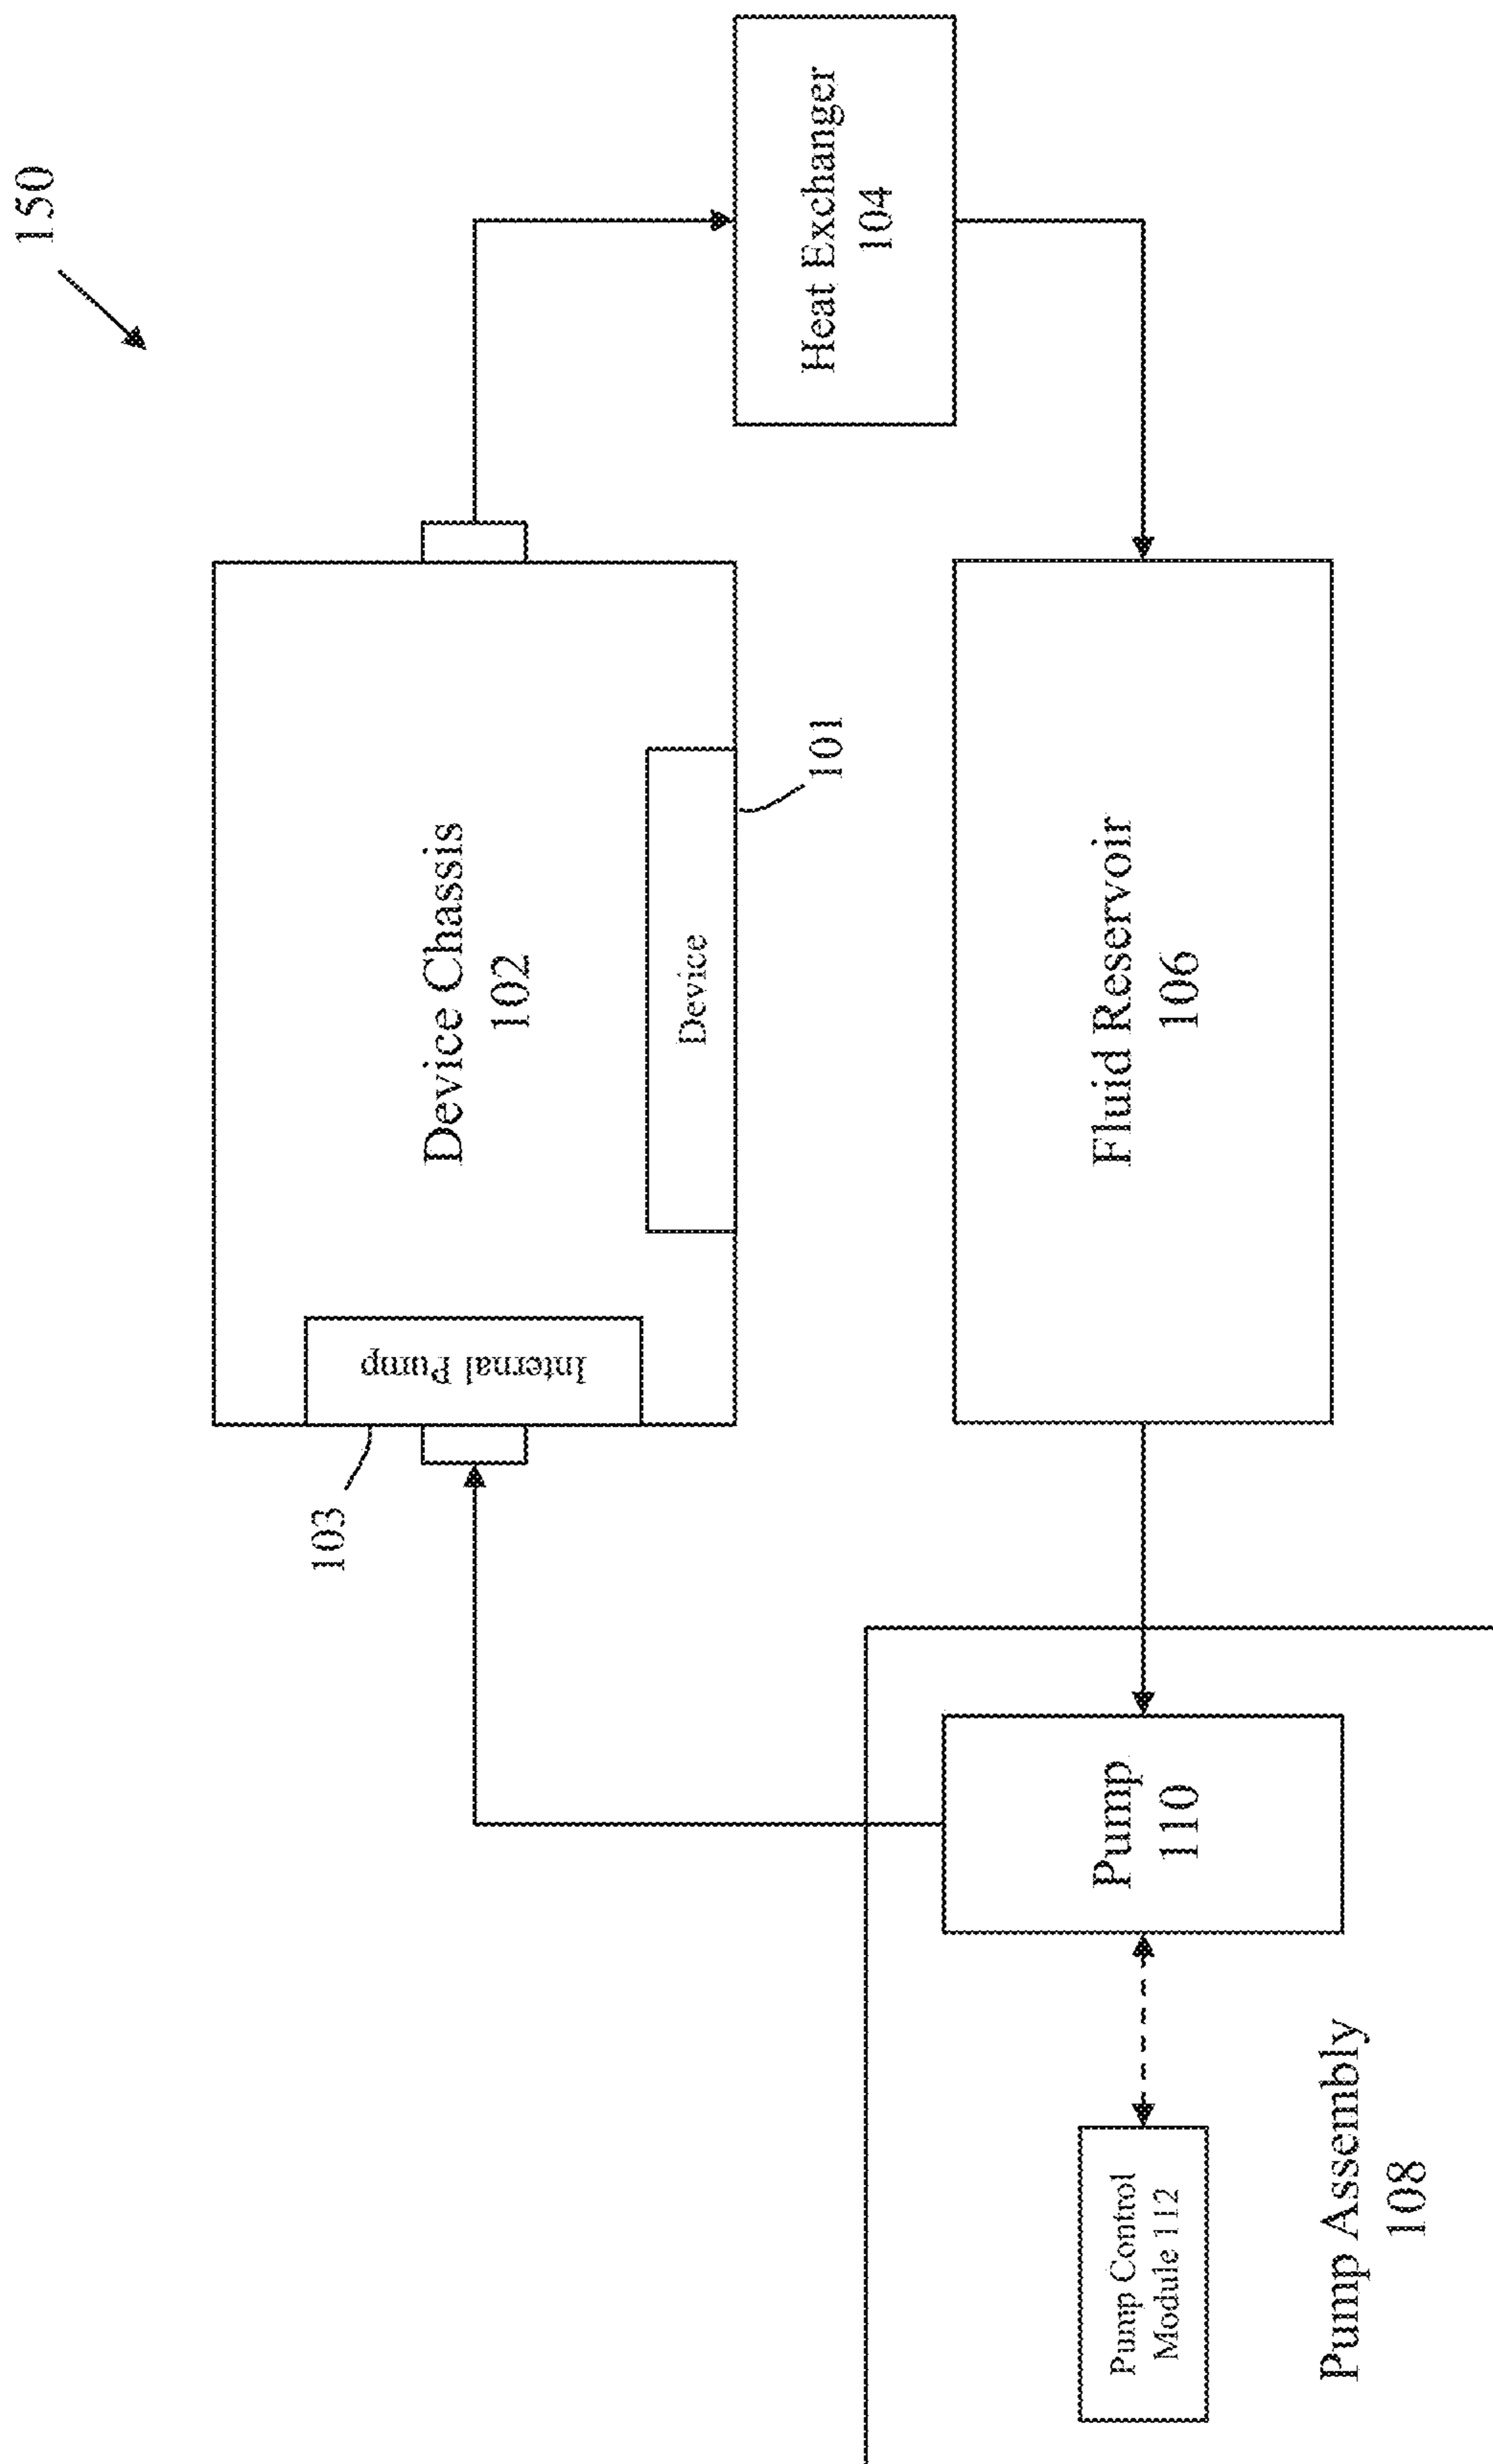 150
Device Chassis
102
Internal Pump
103
Device
101
Heat Exchanger
104
Fluid Reservoir
106
Pump
110
Pump Control
Module 112
Pump Assembly
108